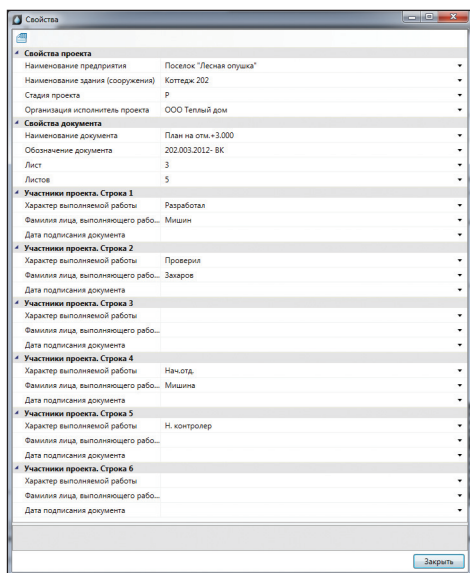 Свойства
Свойства проекта
Наименование предприятия Поселок "Лесная опушка"
Наименование здания (сооружения) Коттедж 202
Стадия проекта Р
Организация исполнитель проекта ООО Теплый дом
Свойства документа
Наименование документа План на отм.+3.000
Обозначение документа 202.003.2012- ВК
Лист 3
Листов 5
Участники проекта. Строка 1
Характер выполняемой работы Разработал
Фамилия лица, выполняющего рабо... Мишин
Дата подписания документа
Участники проекта. Строка 2
Характер выполняемой работы Проверил
Фамилия лица, выполняющего рабо... Захаров
Дата подписания документа
Участники проекта. Строка 3
Характер выполняемой работы
Фамилия лица, выполняющего рабо...
Дата подписания документа
Участники проекта. Строка 4
Характер выполняемой работы Нач.отд.
Фамилия лица, выполняющего рабо... Мишина
Дата подписания документа
Участники проекта. Строка 5
Характер выполняемой работы Н. контролер
Фамилия лица, выполняющего рабо...
Дата подписания документа
Участники проекта. Строка 6
Характер выполняемой работы
Фамилия лица, выполняющего рабо...
Дата подписания документа
Закрыть